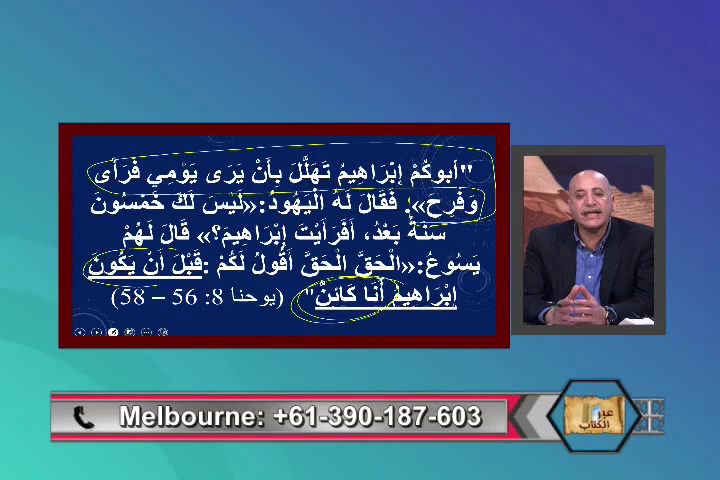 "أَبُوكُمْ إِبْرَاهِيمُ تَهَلَّلَ بِأَنْ يَرَى يَوْمِي فَرَأَى
وَفَرِحَ». فَقَالَ لَهُ الْيَهُودُ:«لَيْسَ لَكَ خَمْسُونَ
سَنَةً بَعْدُ، أَفَرَأَيْتَ إِبْرَاهِيمَ؟» قَالَ لَهُمْ
يَسُوعُ:«الْحَقَّ الْحَقَّ أَقُولُ لَكُمْ :قَبْلَ أَنْ يَكُونَ
إِبْرَاهِيمُ أَنَا كَائِنٌ" (يوحنا 8: 56 – 58)
Melbourne: +61-390-187-603
عبر
الكتاب